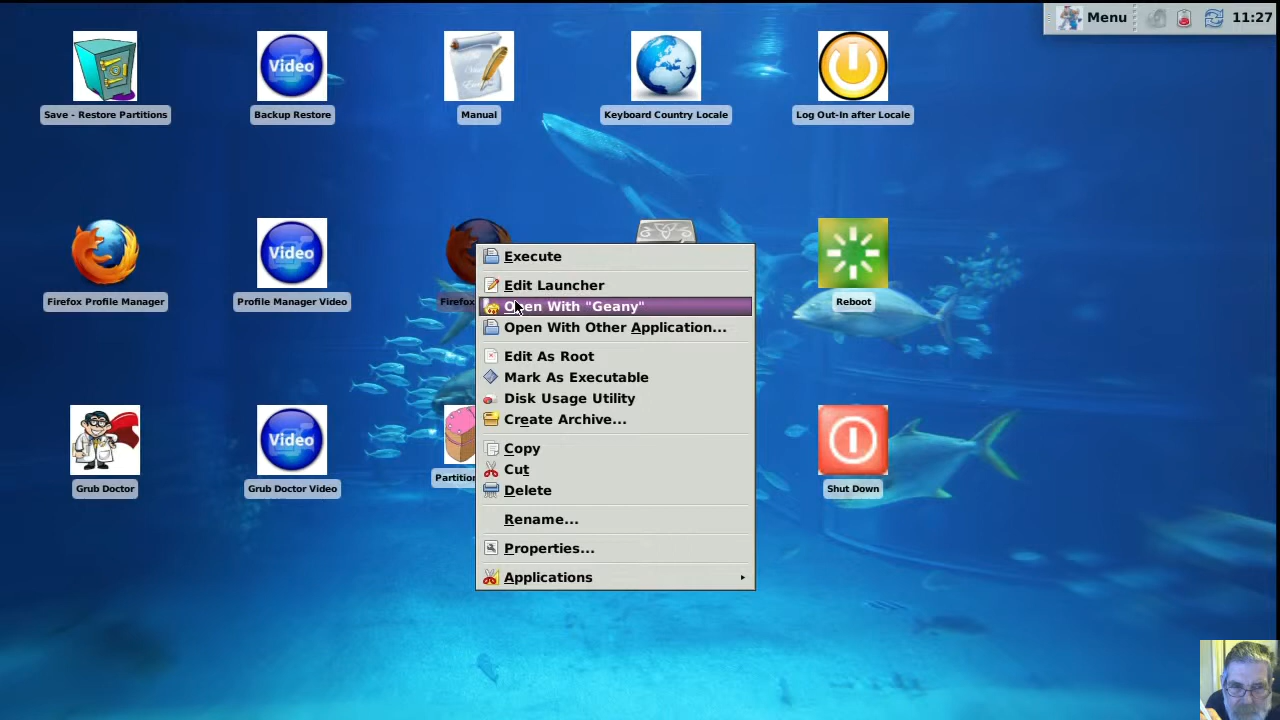 Menu
11:27
Video
Save - Restore Partitions
Backup Restore
Manual
Keyboard Country Locale
Log Out-In after Locale
Video
Firefox Profile Manager
Profile Manager Video
Firefox
Reboot
Video
Grub Doctor
Grub Doctor Video
Partition
Shut Down
Execute
Edit Launcher
Open With "Geany"
Open With Other Application...
Edit As Root
Mark As Executable
Disk Usage Utility
Create Archive...
Copy
Cut
Delete
Rename...
Properties...
Applications